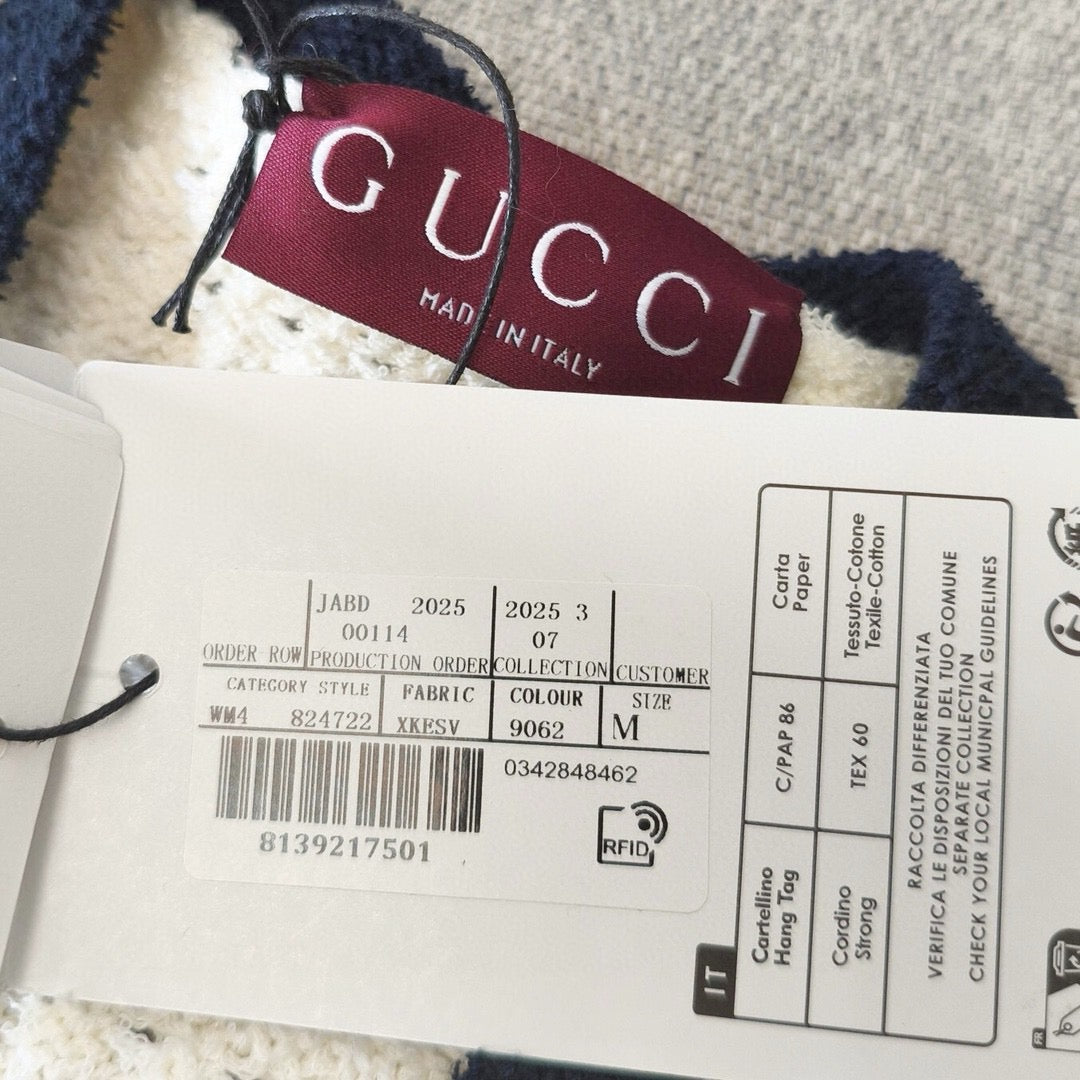 GUCCI
MADE IN ITALY
JABD 2025
00114
2025 3
07
ORDER ROW
PRODUCTION ORDER
COLLECTION
CUSTOMER
CATEGORY STYLE
FABRIC
COLOUR
SIZE
WM4 824722
XKESV
9062
M
0342848462
8139217501
RFID
IT
Carta
Paper
Tessuto-Cotone
Texile-Cotton
C/PAP 86
TEX 60
Cartellino
Hang Tag
Cordino
Strong
RACCOLTA DIFFERENZIATA
VERIFICA LE DISPOSIZIONI DEL TUO COMUNE
SEPARATE COLLECTION
CHECK YOUR LOCAL MUNICPAL GUIDELINES
FR